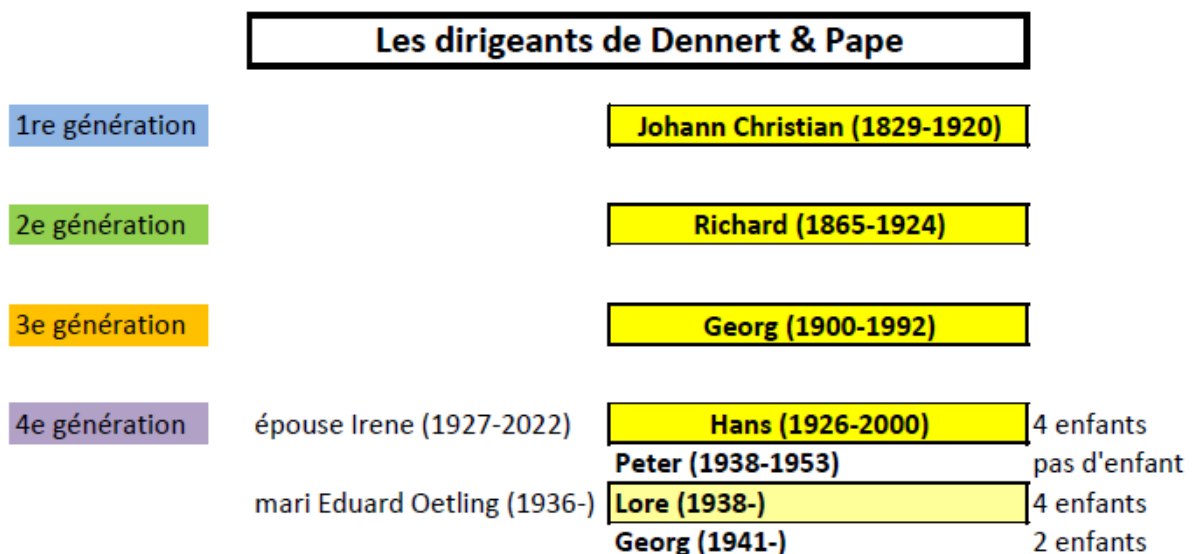 Les dirigeants de Dennert & Pape
1re génération Johann Christian (1829-1920)
2e génération Richard (1865-1924)
3e génération Georg (1900-1992)
4e génération épouse Irene (1927-2022) Hans (1926-2000) 4 enfants
Peter (1938-1953) pas d'enfant
mari Eduard Oetling (1936-) Lore (1938-) 4 enfants
Georg (1941-) 2 enfants